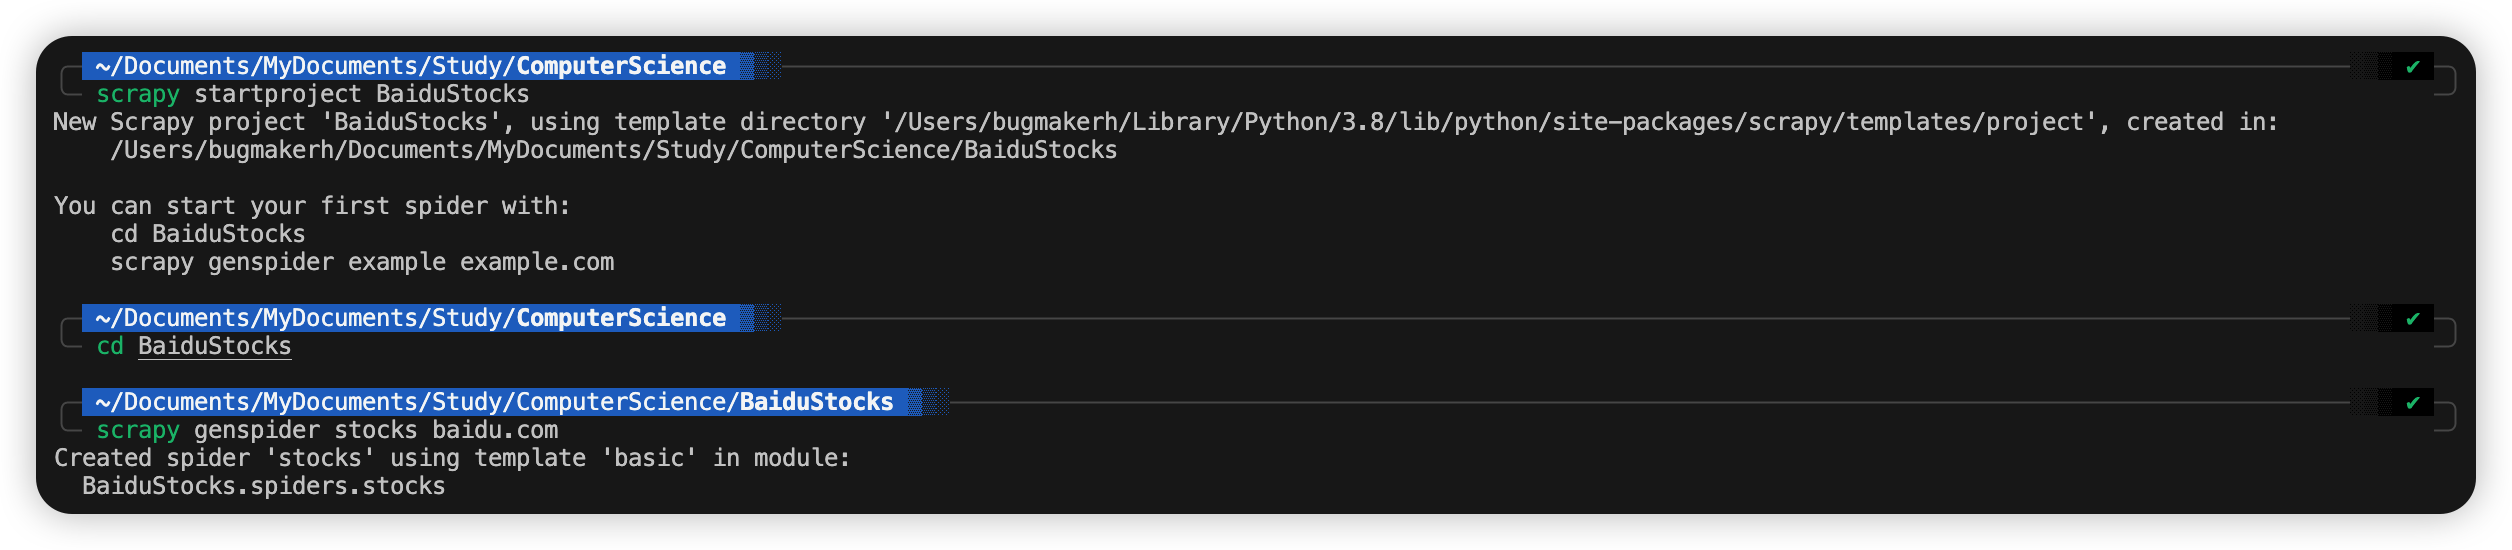 ~/Documents/MyDocuments/Study/ComputerScience ✔
scrapy startproject BaiduStocks
New Scrapy project 'BaiduStocks', using template directory '/Users/bugmakerh/Library/Python/3.8/lib/python/site-packages/scrapy/templates/project', created in:
/Users/bugmakerh/Documents/MyDocuments/Study/ComputerScience/BaiduStocks
You can start your first spider with:
cd BaiduStocks
scrapy genspider example example.com
~/Documents/MyDocuments/Study/ComputerScience ✔
cd BaiduStocks
~/Documents/MyDocuments/Study/ComputerScience/BaiduStocks ✔
scrapy genspider stocks baidu.com
Created spider 'stocks' using template 'basic' in module:
BaiduStocks.spiders.stocks